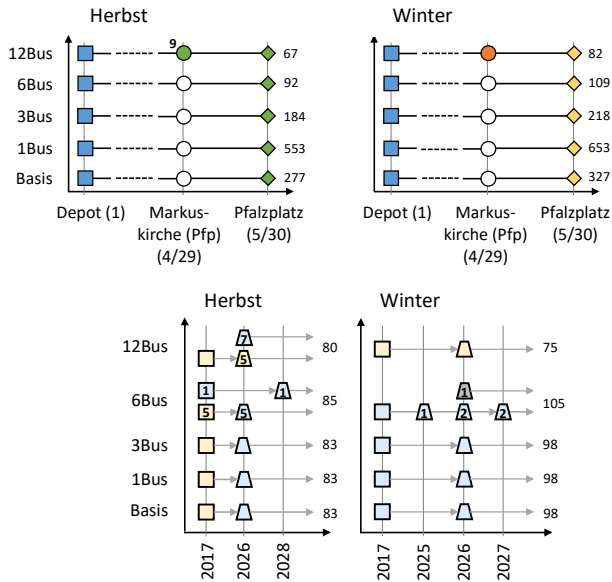 Herbst
Winter
12Bus
9
67
82
6Bus
92
109
3Bus
184
218
1Bus
553
653
Basis
277
327
Depot (1)
Markus-
kirche (Pfp)
(4/29)
Pfalzplatz
(5/30)
Depot (1)
Markus-
kirche (Pfp)
(4/29)
Pfalzplatz
(5/30)
Herbst
Winter
12Bus
7
5
80
75
6Bus
1
1
5
5
85
1
1
2
2
105
3Bus
83
98
1Bus
83
98
Basis
83
98
2017
2026
2028
2017
2025
2026
2027